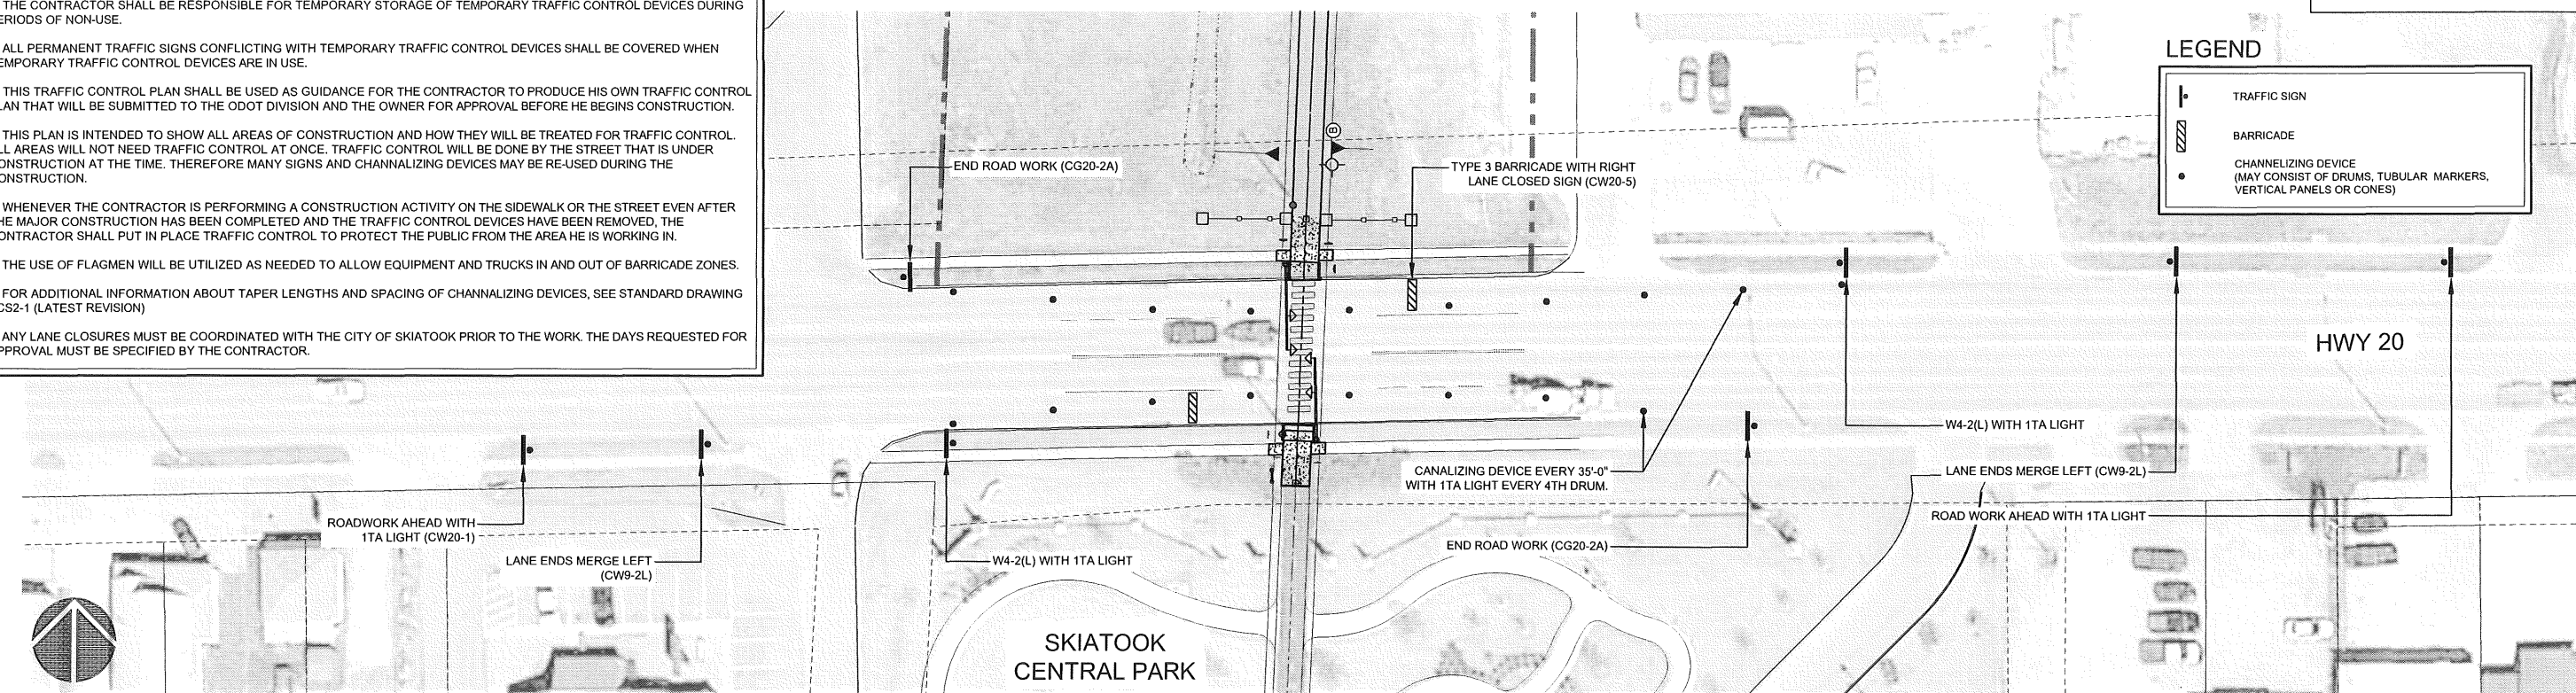 THE CONTRACTOR SHALL BE RESPONSIBLE FOR TEMPORARY STORAGE OF TEMPORARY TRAFFIC CONTROL DEVICES DURING
ERIODS OF NON-USE.
ALL PERMANENT TRAFFIC SIGNS CONFLICTING WITH TEMPORARY TRAFFIC CONTROL DEVICES SHALL BE COVERED WHEN
EMPORARY TRAFFIC CONTROL DEVICES ARE IN USE.
THIS TRAFFIC CONTROL PLAN SHALL BE USED AS GUIDANCE FOR THE CONTRACTOR TO PRODUCE HIS OWN TRAFFIC CONTROL
LAN THAT WILL BE SUBMITTED TO THE ODOT DIVISION AND THE OWNER FOR APPROVAL BEFORE HE BEGINS CONSTRUCTION.
THIS PLAN IS INTENDED TO SHOW ALL AREAS OF CONSTRUCTION AND HOW THEY WILL BE TREATED FOR TRAFFIC CONTROL.
LL AREAS WILL NOT NEED TRAFFIC CONTROL AT ONCE. TRAFFIC CONTROL WILL BE DONE BY THE STREET THAT IS UNDER
ONSTRUCTION AT THE TIME. THEREFORE MANY SIGNS AND CHANNALIZING DEVICES MAY BE RE-USED DURING THE
ONSTRUCTION.
WHENEVER THE CONTRACTOR IS PERFORMING A CONSTRUCTION ACTIVITY ON THE SIDEWALK OR THE STREET EVEN AFTER
HE MAJOR CONSTRUCTION HAS BEEN COMPLETED AND THE TRAFFIC CONTROL DEVICES HAVE BEEN REMOVED, THE
ONTRACTOR SHALL PUT IN PLACE TRAFFIC CONTROL TO PROTECT THE PUBLIC FROM THE AREA HE IS WORKING IN.
THE USE OF FLAGMEN WILL BE UTILIZED AS NEEDED TO ALLOW EQUIPMENT AND TRUCKS IN AND OUT OF BARRICADE ZONES.
FOR ADDITIONAL INFORMATION ABOUT TAPER LENGTHS AND SPACING OF CHANNALIZING DEVICES, SEE STANDARD DRAWING
CS2-1 (LATEST REVISION)
ANY LANE CLOSURES MUST BE COORDINATED WITH THE CITY OF SKIATOOK PRIOR TO THE WORK. THE DAYS REQUESTED FOR
PPROVAL MUST BE SPECIFIED BY THE CONTRACTOR.
LEGEND
TRAFFIC SIGN
BARRICADE
CHANNELIZING DEVICE
(MAY CONSIST OF DRUMS, TUBULAR MARKERS,
VERTICAL PANELS OR CONES)
B
END ROAD WORK (CG20-2A)
TYPE 3 BARRICADE WITH RIGHT
LANE CLOSED SIGN (CW20-5)
HWY 20
W4-2(L) WITH 1TA LIGHT
CANALIZING DEVICE EVERY 35'-0"
WITH 1TA LIGHT EVERY 4TH DRUM.
LANE ENDS MERGE LEFT (CW9-2L)
ROAD WORK AHEAD WITH 1TA LIGHT
ROADWORK AHEAD WITH
1TA LIGHT (CW20-1)
END ROAD WORK (CG20-2A)
LANE ENDS MERGE LEFT
(CW9-2L)
W4-2(L) WITH 1TA LIGHT
SKIATOOK
CENTRAL PARK